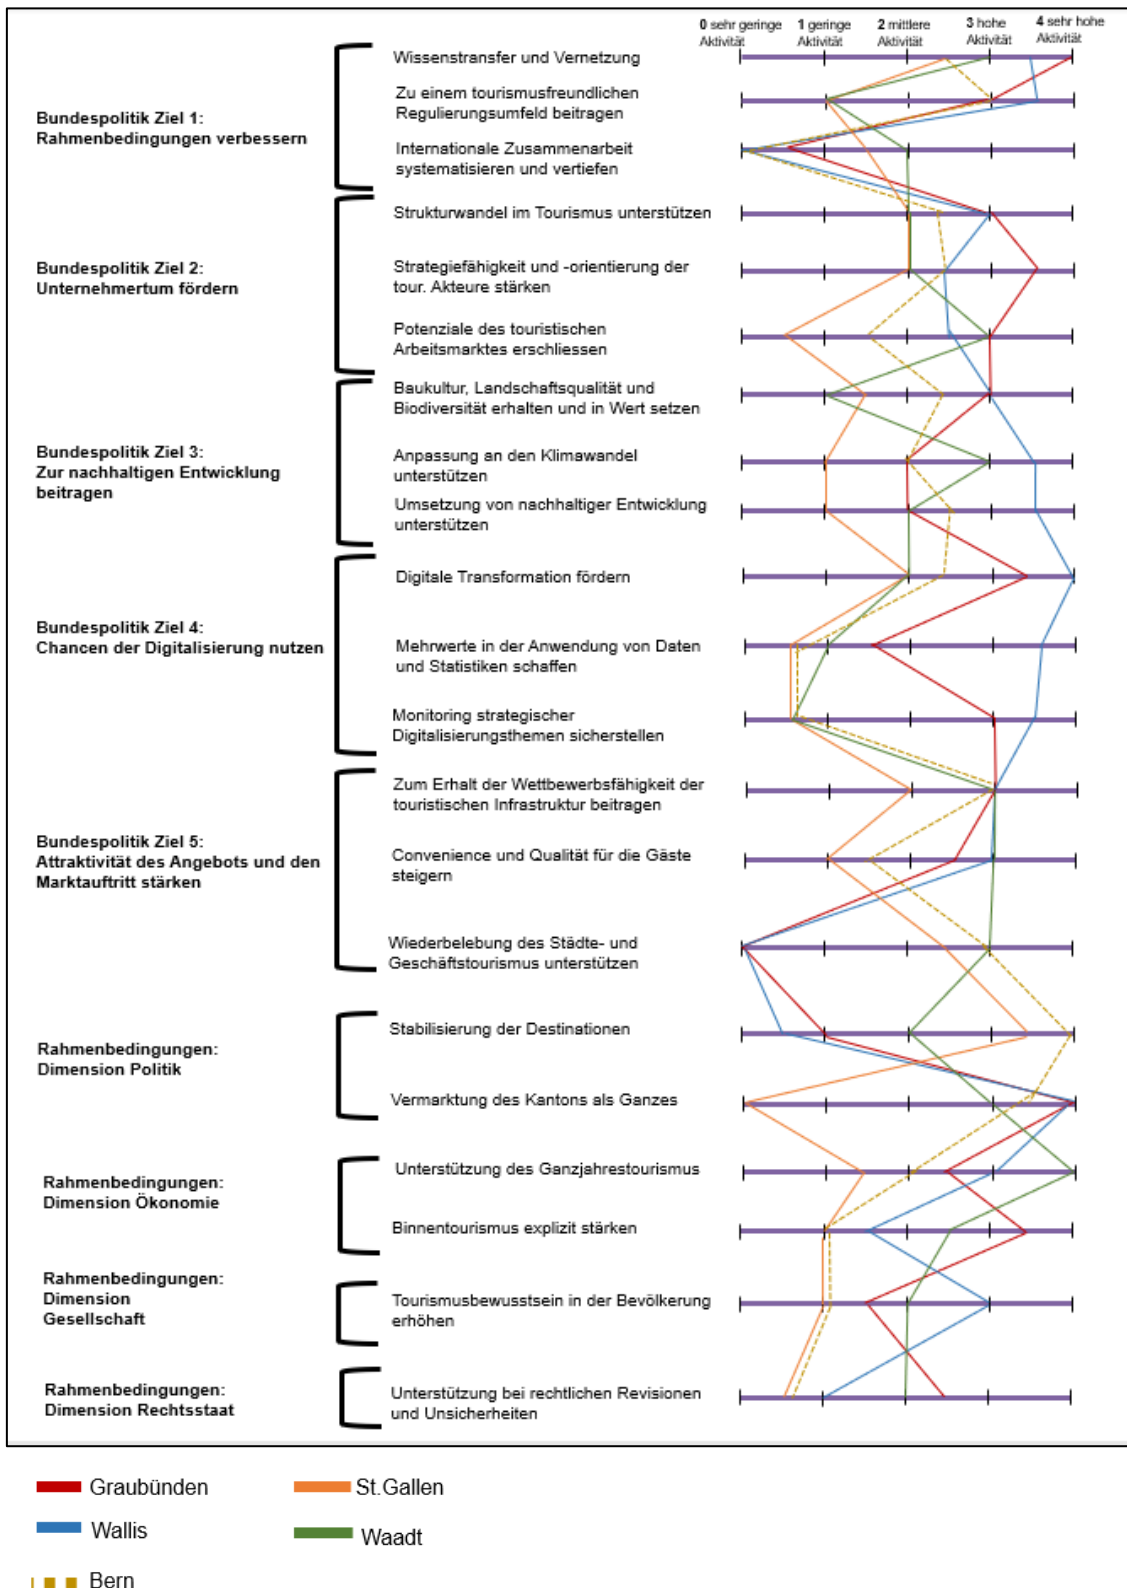 0 sehr geringe Aktivität
1 geringe Aktivität
2 mittlere Aktivität
3 hohe Aktivität
4 sehr hohe Aktivität
Bundespolitik Ziel 1:
Rahmenbedingungen verbessern
Wissenstransfer und Vernetzung
Zu einem tourismusfreundlichen
Regulierungsumfeld beitragen
Internationale Zusammenarbeit
systematisieren und vertiefen
Bundespolitik Ziel 2:
Unternehmertum fördern
Strukturwandel im Tourismus unterstützen
Strategiefähigkeit und -orientierung der
tour. Akteure stärken
Potenziale des touristischen
Arbeitsmarktes erschliessen
Bundespolitik Ziel 3:
Zur nachhaltigen Entwicklung
beitragen
Baukultur, Landschaftsqualität und
Biodiversität erhalten und in Wert setzen
Anpassung an den Klimawandel
unterstützen
Umsetzung von nachhaltiger Entwicklung
unterstützen
Bundespolitik Ziel 4:
Chancen der Digitalisierung nutzen
Digitale Transformation fördern
Mehrwerte in der Anwendung von Daten
und Statistiken schaffen
Monitoring strategischer
Digitalisierungsthemen sicherstellen
Bundespolitik Ziel 5:
Attraktivität des Angebots und den
Marktauftritt stärken
Zum Erhalt der Wettbewerbsfähigkeit der
touristischen Infrastruktur beitragen
Convenience und Qualität für die Gäste
steigern
Wiederbelebung des Städte- und
Geschäftstourismus unterstützen
Rahmenbedingungen:
Dimension Politik
Stabilisierung der Destinationen
Vermarktung des Kantons als Ganzes
Rahmenbedingungen:
Dimension Ökonomie
Unterstützung des Ganzjahrestourismus
Binnentourismus explizit stärken
Rahmenbedingungen:
Dimension
Gesellschaft
Tourismusbewusstsein in der Bevölkerung
erhöhen
Rahmenbedingungen:
Dimension Rechtsstaat
Unterstützung bei rechtlichen Revisionen
und Unsicherheiten
Graubünden
St.Gallen
Wallis
Waadt
Bern